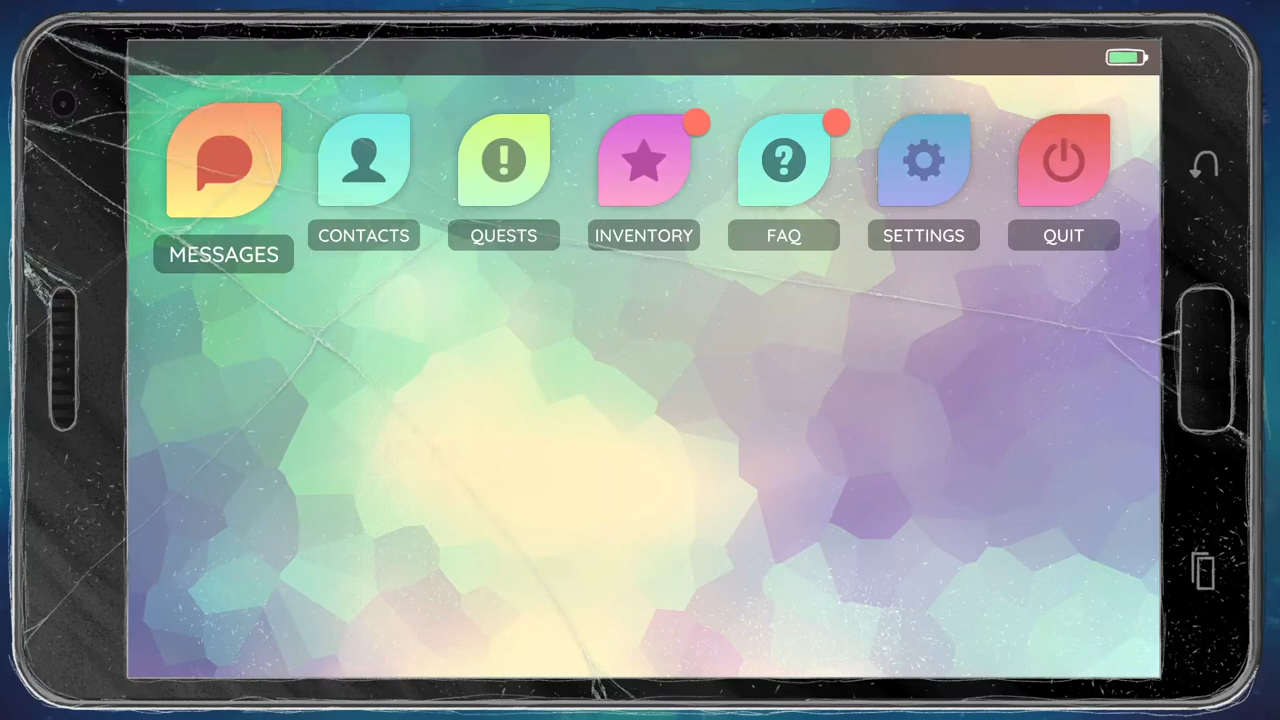 MESSAGES
CONTACTS
QUESTS
INVENTORY
FAQ
SETTINGS
QUIT